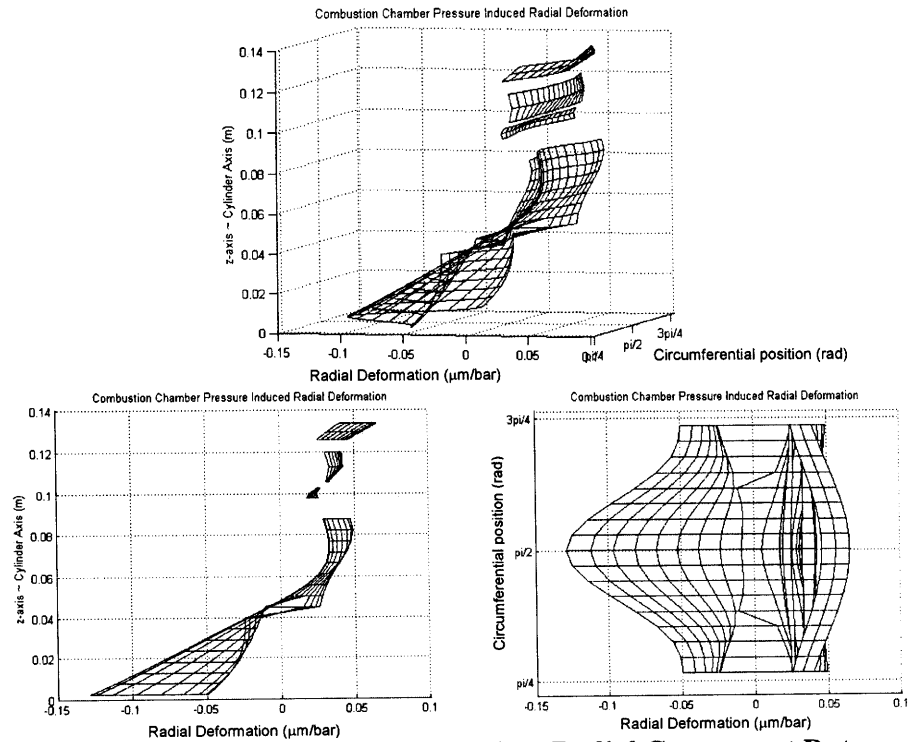 Combustion Chamber Pressure Induced Radial Deformation
0.14
0.12
0.1
0.08
0.06
0.04
0.02
0
z-axis ~ Cylinder Axis (m)
-0.15
-0.1
-0.05
0
0.05
pi/2
3pi/4
Radial Deformation (μm/bar)
Circumferential position (rad)
Combustion Chamber Pressure Induced Radial Deformation
0.14
0.12
0.1
0.08
0.06
0.04
0.02
0
z-axis ~ Cylinder Axis (m)
-0.15
-0.1
-0.05
0
0.05
0.1
Radial Deformation (μm/bar)
Combustion Chamber Pressure Induced Radial Deformation
3pi/4
pi/2
pi/4
Circumferential position (rad)
-0.15
-0.1
-0.05
0
0.05
0.1
Radial Deformation (μm/bar)